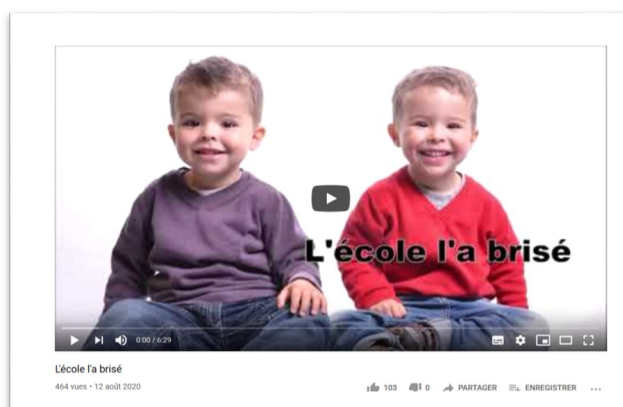 L'école l'a brisé
0:00 / 6:29
L'école l'a brisé
464 vues • 12 août 2020
103 0 PARTAGER ENREGISTRER ...